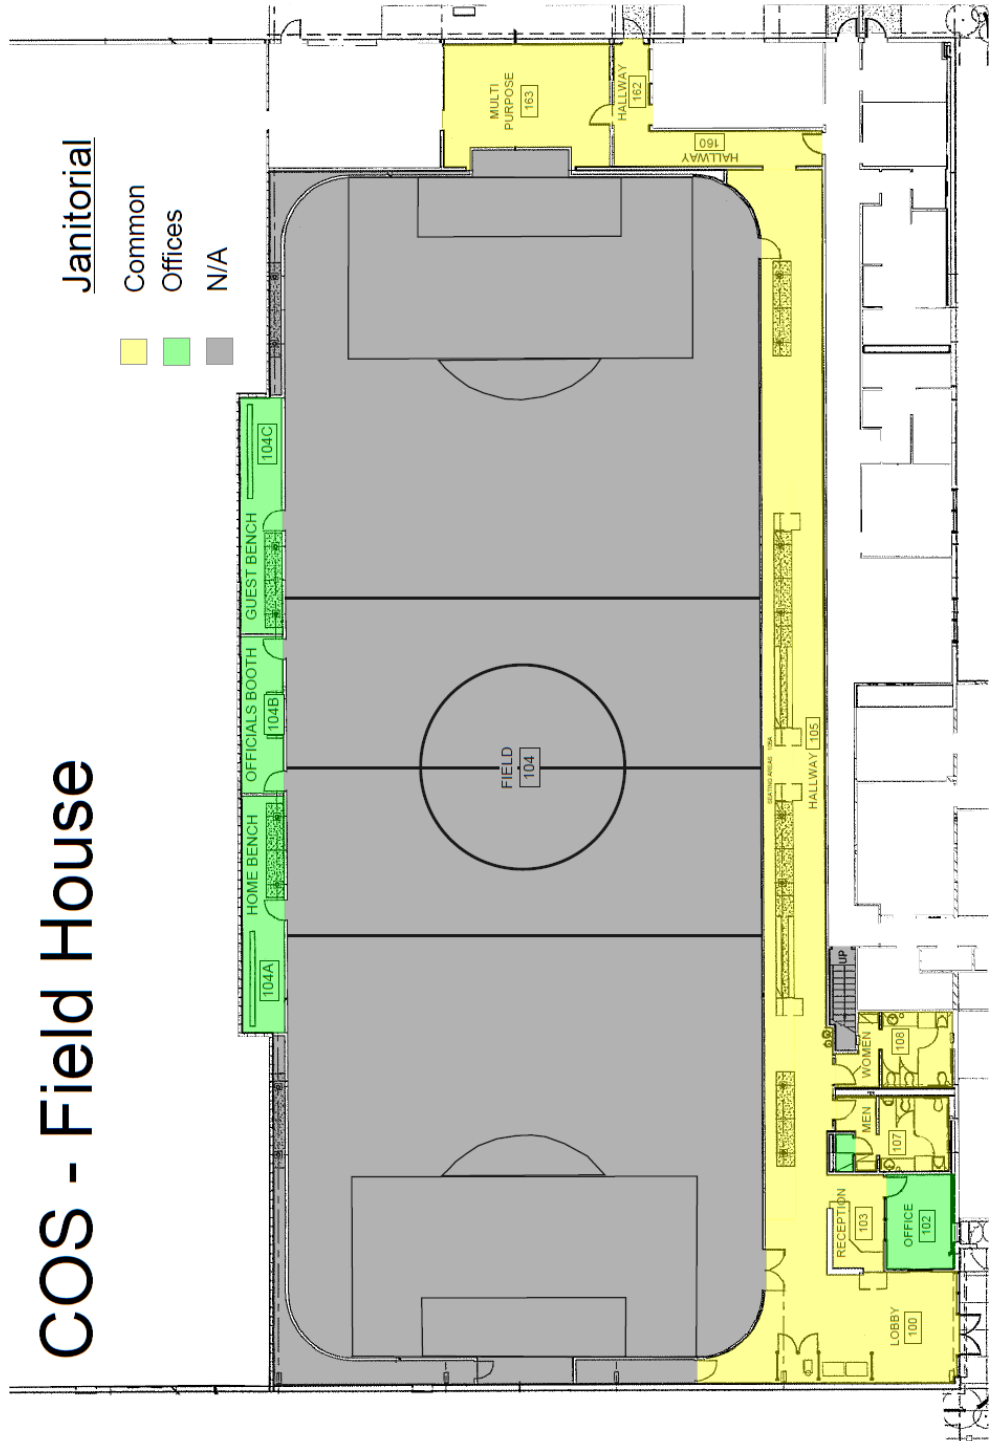 COS - Field House
Janitorial
Common
Offices
N/A
MULTI
PURPOSE
163
HALLWAY
162
HALLWAY
160
GUEST BENCH
104C
OFFICIALS BOOTH
104B
HOME BENCH
104A
FIELD
104
SEATING AREAS 105A
HALLWAY
105
UP
WOMEN
108
MEN
107
RECEPTION
103
OFFICE
102
LOBBY
100